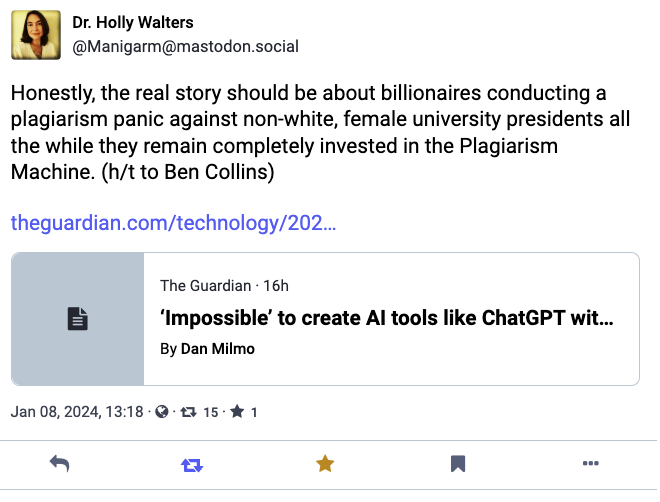 Dr. Holly Walters
@Manigarm@mastodon.social
Honestly, the real story should be about billionaires conducting a
plagiarism panic against non-white, female university presidents all
the while they remain completely invested in the Plagiarism
Machine. (h/t to Ben Collins)
theguardian.com/technology/202…
The Guardian · 16h
‘Impossible’ to create AI tools like ChatGPT wit…
By Dan Milmo
Jan 08, 2024, 13:18 · · 15 · 1